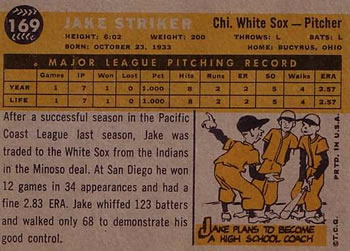 169
JAKE STRIKER
Chi. White Sox — Pitcher
HEIGHT: 6:02 WEIGHT: 200 THROWS: L BATS: L
BORN: OCTOBER 23, 1933 HOME: BUCYRUS, OHIO
MAJOR LEAGUE PITCHING RECORD
Games IP Won Lost Pct Hits Runs ER SO BB ERA
YEAR 1 7 1 0 1.000 8 2 2 5 4 2.57
LIFE 1 7 1 0 1.000 8 2 2 5 4 2.57
After a successful season in the Pacific
Coast League last season, Jake was
traded to the White Sox from the Indians
in the Minoso deal. At San Diego he won
12 games in 34 appearances and had a
fine 2.83 ERA. Jake whiffed 123 batters
and walked only 68 to demonstrate his
good control.
JAKE PLANS TO BECOME
A HIGH SCHOOL COACH
©T.C.G. PRTD. IN U.S.A.